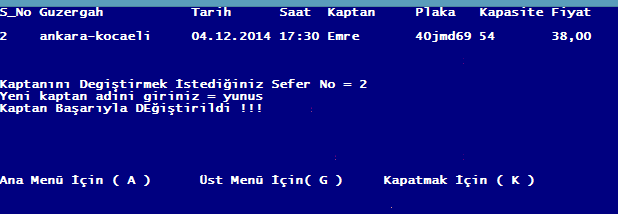 S_No Guzergah Tarih Saat Kaptan Plaka Kapasite Fiyat
2 ankara-kocaeli 04.12.2014 17:30 Emre 40jmd69 54 38,00
Kaptanını Degiştirmek İstediğiniz Sefer No = 2
Yeni kaptan adini giriniz = yunus
Kaptan Başarıyla DEğiştirildi !!!
Ana Menü İçin ( A ) Üst Menü İçin( G ) Kapatmak İçin ( K )